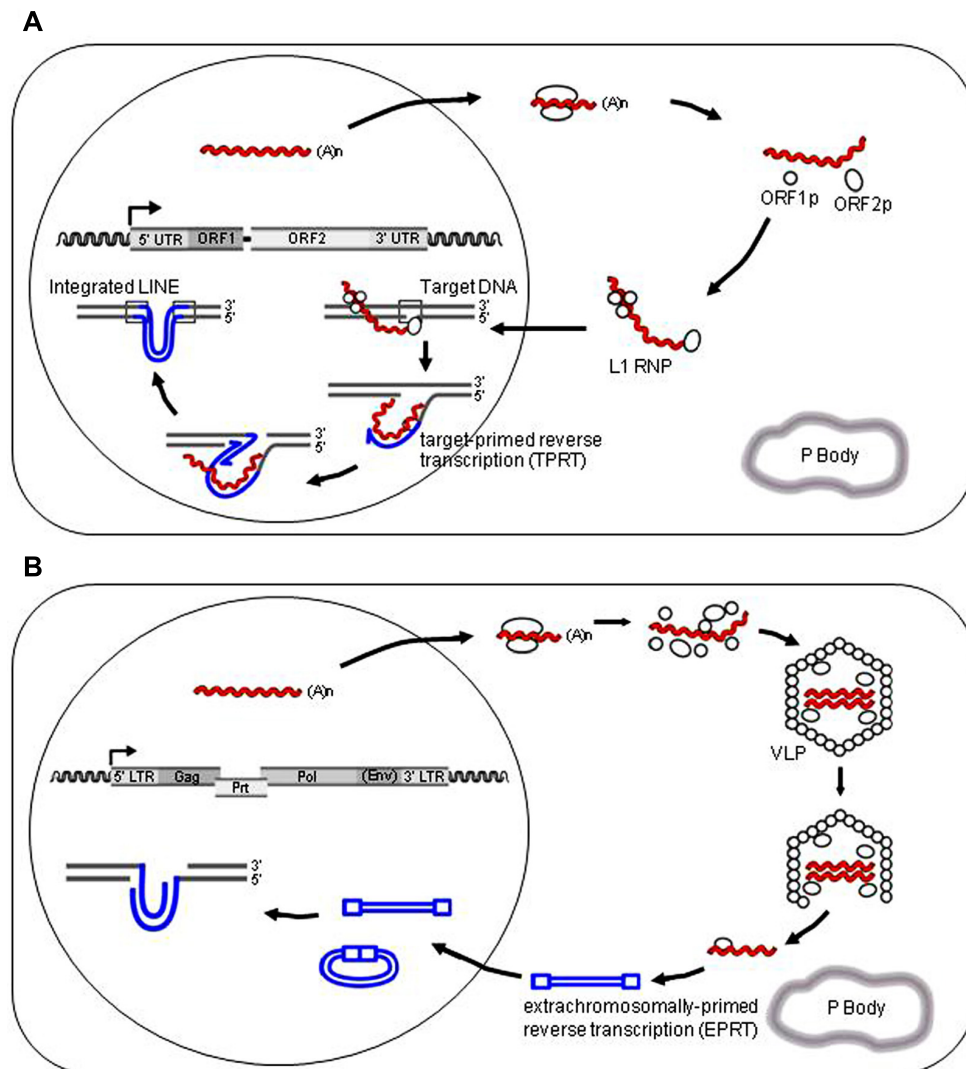 A
(A)n
(A)n
ORF1p
ORF2p
5' UTR ORF1 ORF2 3' UTR
Integrated LINE
Target DNA
3'
5'
L1 RNP
3'
5'
target-primed reverse
transcription (TPRT)
3'
5'
P Body
B
(A)n
(A)n
VLP
5' LTR Gag Prt Pol (Env) 3' LTR
3'
5'
extrachromosomally-primed
reverse transcription (EPRT)
P Body